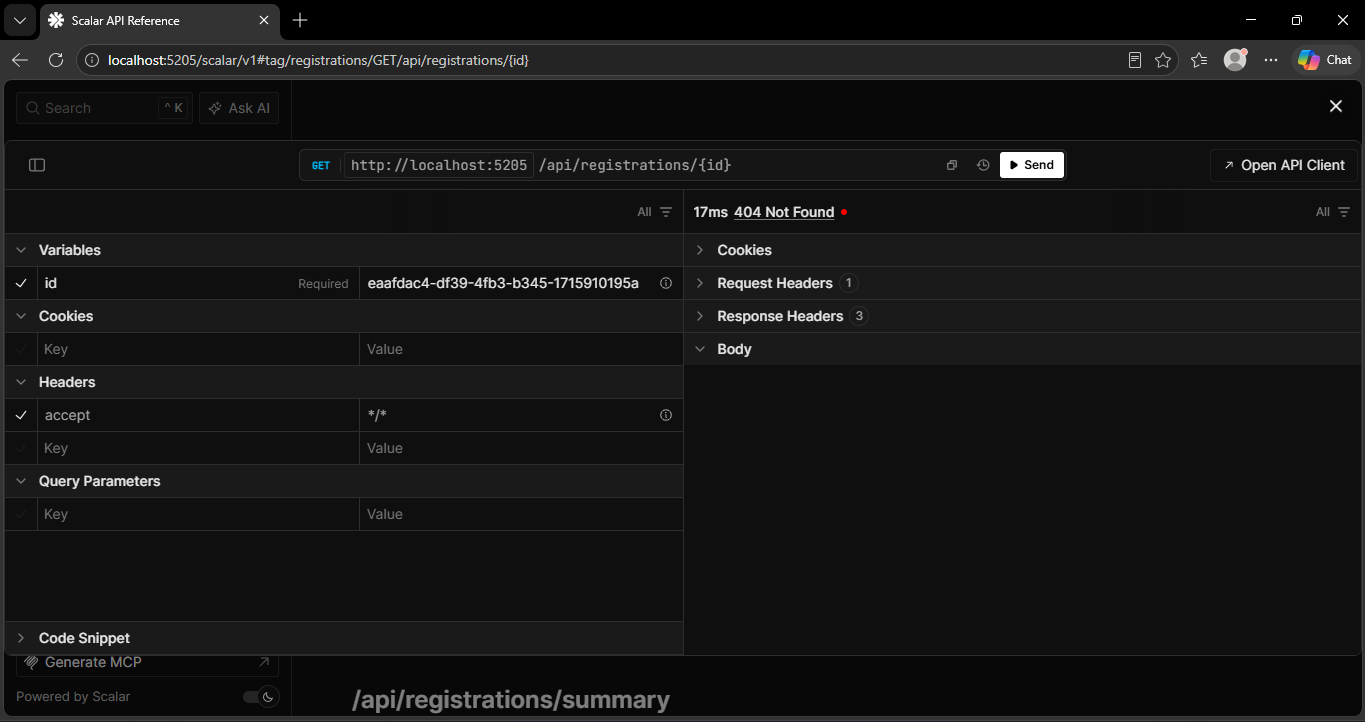 Scalar API Reference
localhost:5205/scalar/v1#tag/registrations/GET/api/registrations/{id}
Chat
Search ^ K Ask AI
GET http://localhost:5205 /api/registrations/{id} Send Open API Client
All 17ms 404 Not Found All
Variables
id Required eaafdac4-df39-4fb3-b345-1715910195a
Cookies
Key Value
Headers
accept */*
Key Value
Query Parameters
Key Value
Code Snippet
Cookies
Request Headers 1
Response Headers 3
Body
Generate MCP
Powered by Scalar
/api/registrations/summary